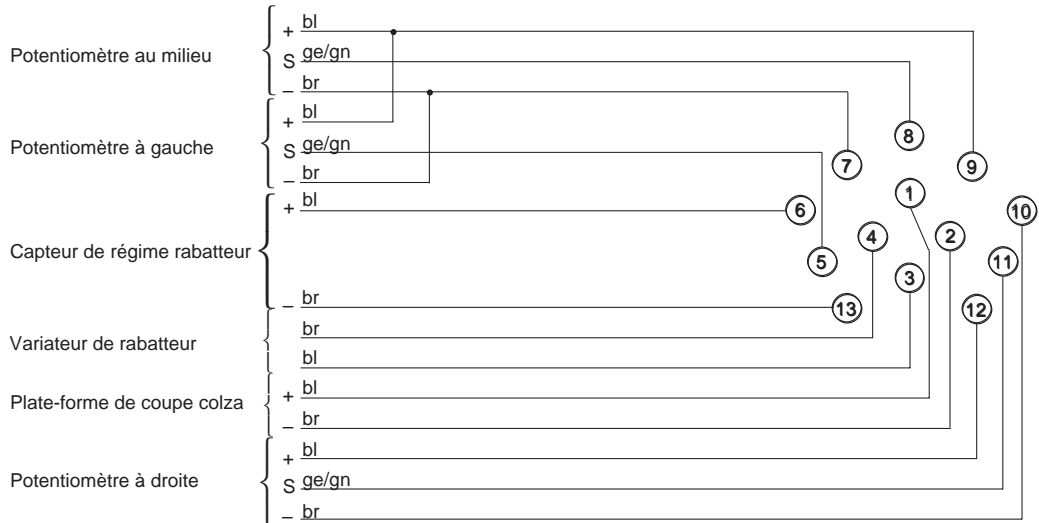 Potentiomètre au milieu
+ bl
S ge/gn
– br
Potentiomètre à gauche
+ bl
S ge/gn
– br
Capteur de régime rabatteur
+ bl
– br
Variateur de rabatteur
br
bl
Plate-forme de coupe colza
+ bl
– br
Potentiomètre à droite
+ bl
S ge/gn
– br
8
7
9
1
6
10
4
2
5
11
3
13
12